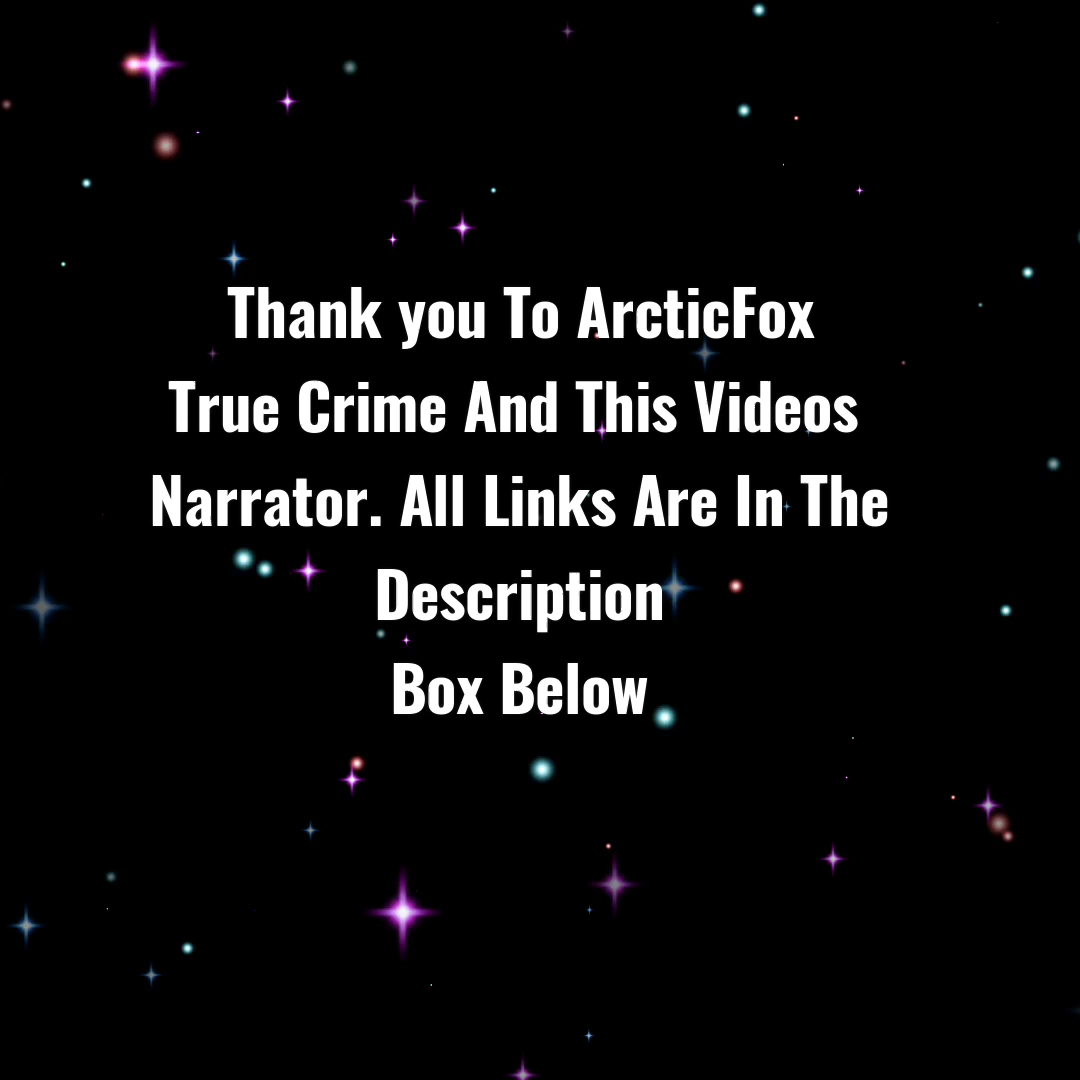 Thank you To ArcticFox
True Crime And This Videos
Narrator. All Links Are In The
Description
Box Below